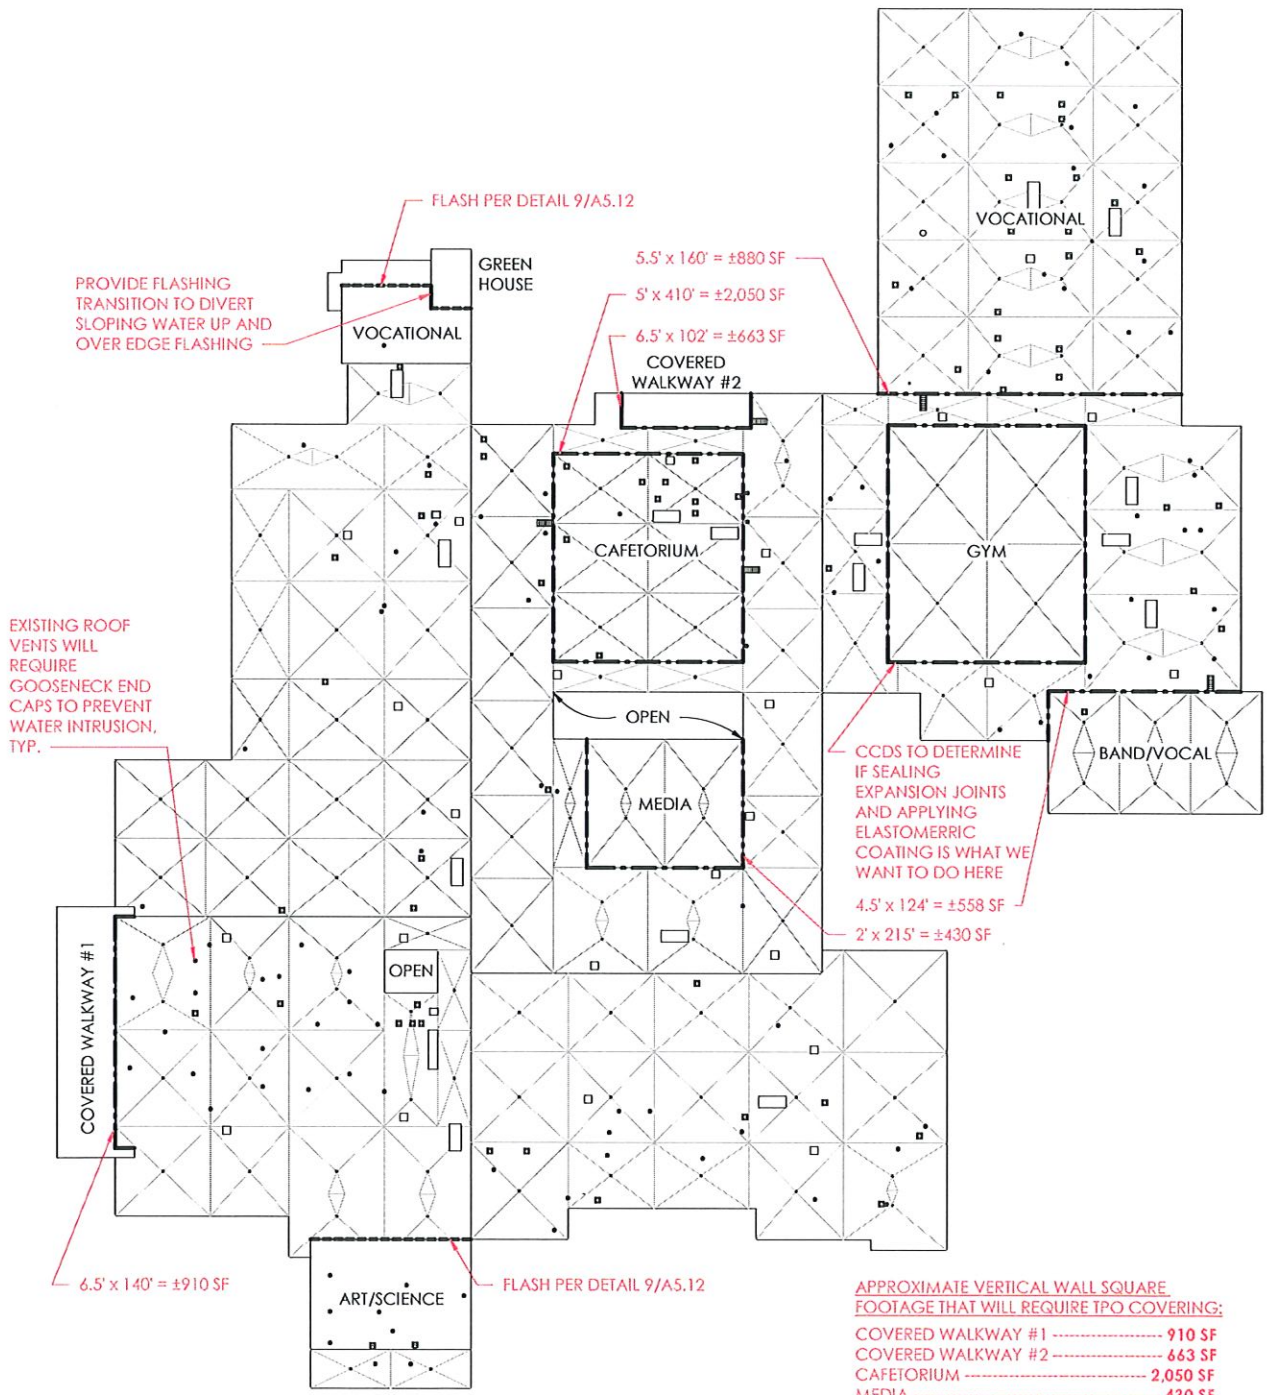 FLASH PER DETAIL 9/A5.12
VOCATIONAL
PROVIDE FLASHING
TRANSITION TO DIVERT
SLOPING WATER UP AND
OVER EDGE FLASHING
GREEN
HOUSE
5.5' x 160' = ±880 SF
5' x 410' = ±2,050 SF
6.5' x 102' = ±663 SF
VOCATIONAL
COVERED
WALKWAY #2
CAFETORIUM
GYM
EXISTING ROOF
VENTS WILL
REQUIRE
GOOSENECK END
CAPS TO PREVENT
WATER INTRUSION,
TYP.
OPEN
MEDIA
BAND/VOCAL
CCDS TO DETERMINE
IF SEALING
EXPANSION JOINTS
AND APPLYING
ELASTOMERRIC
COATING IS WHAT WE
WANT TO DO HERE
4.5' x 124' = ±558 SF
2' x 215' = ±430 SF
COVERED WALKWAY #1
OPEN
6.5' x 140' = ±910 SF
ART/SCIENCE
FLASH PER DETAIL 9/A5.12
APPROXIMATE VERTICAL WALL SQUARE
FOOTAGE THAT WILL REQUIRE TPO COVERING:
COVERED WALKWAY #1 ---------------------- 910 SF
COVERED WALKWAY #2 --------------------- 663 SF
CAFETORIUM ------------------------------------ 2,050 SF
MEDIA ---------------------------------------------- 430 SF